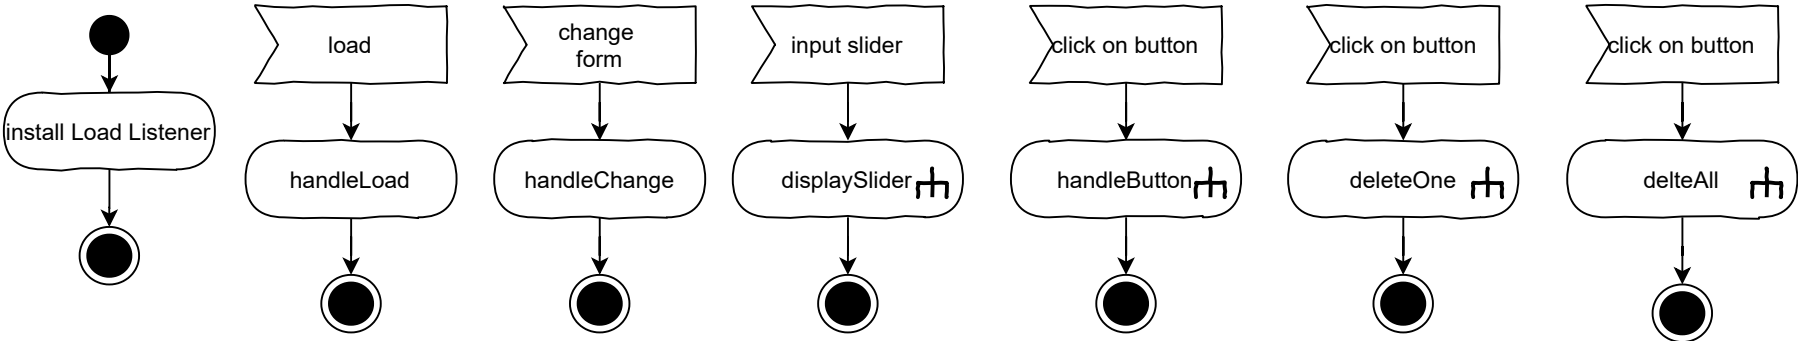 install Load Listener
load
handleLoad
change
form
handleChange
input slider
displaySlider
click on button
handleButton
click on button
deleteOne
click on button
delteAll